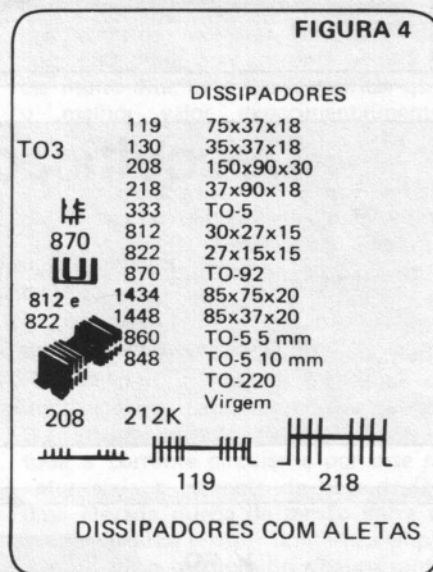 FIGURA 4
DISSIPADORES
119 75x37x18
130 35x37x18
TO3
208 150x90x30
218 37x90x18
333 TO-5
812 30x27x15
870
822 27x15x15
870 TO-92
812 e
822
1434 85x75x20
1448 85x37x20
860 TO-5 5 mm
848 TO-5 10 mm
TO-220
Virgem
208
212K
119
218
DISSIPADORES COM ALETAS